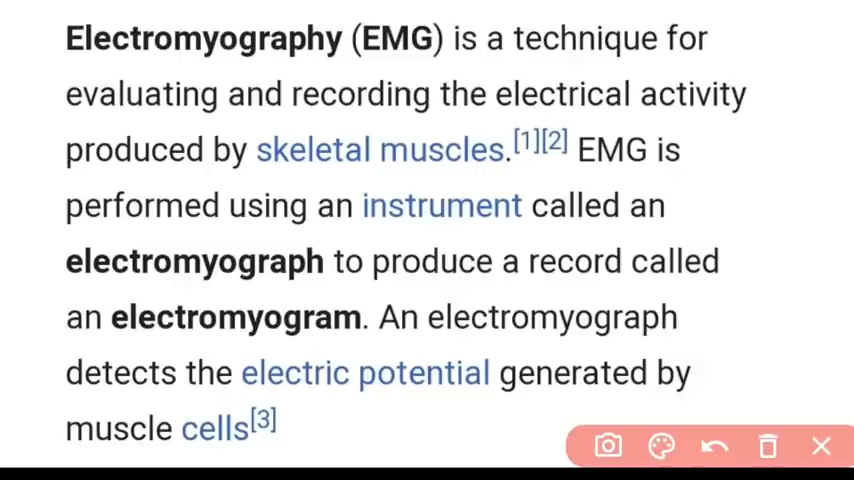 Electromyography (EMG) is a technique for
evaluating and recording the electrical activity
produced by skeletal muscles.[1][2] EMG is
performed using an instrument called an
electromyograph to produce a record called
an electromyogram. An electromyograph
detects the electric potential generated by
muscle cells[3]